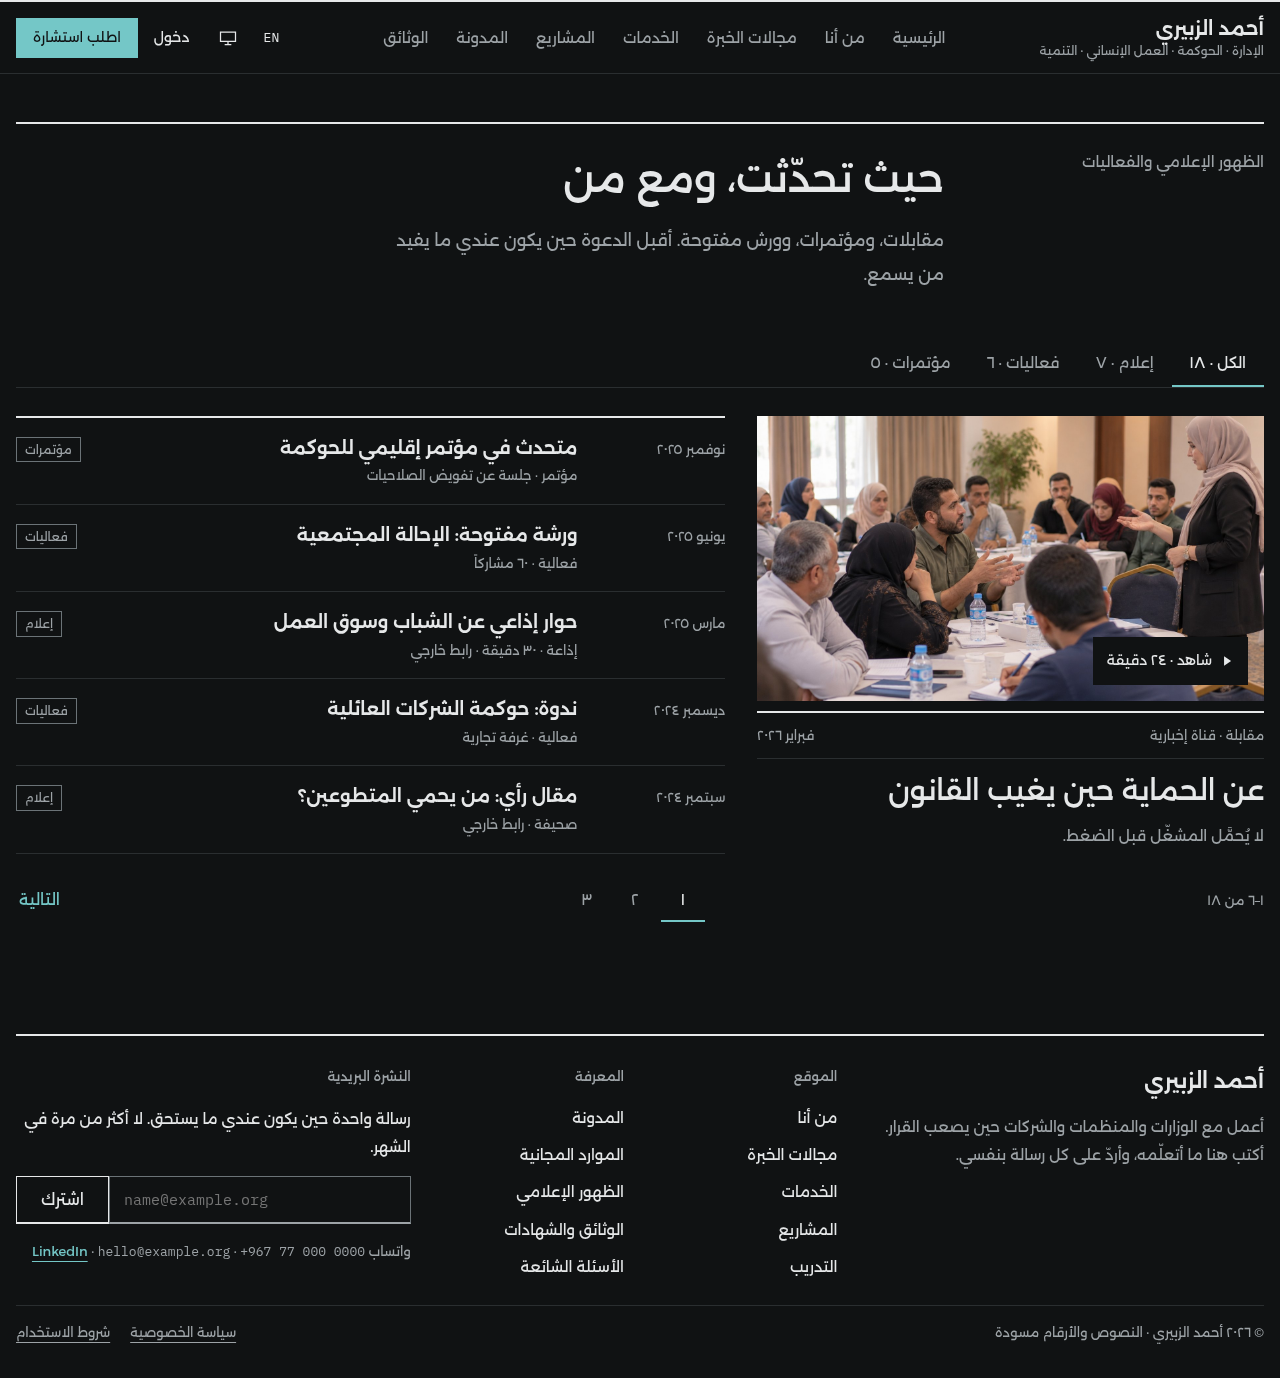 أحمد الزبيري
الإدارة · الحوكمة · العمل الإنساني · التنمية
الرئيسية
من أنا
مجالات الخبرة
الخدمات
المشاريع
المدونة
الوثائق
EN
دخول
اطلب استشارة
الظهور الإعلامي والفعاليات
حيث تحدّثت، ومع من
مقابلات، ومؤتمرات، وورش مفتوحة. أقبل الدعوة حين يكون عندي ما يفيد
من يسمع.
الكل · ١٨
إعلام · ٧
فعاليات · ٦
مؤتمرات · ٥
شاهد · ٢٤ دقيقة
مقابلة · قناة إخبارية
فبراير ٢٠٢٦
عن الحماية حين يغيب القانون
لا يُحمَّل المشغّل قبل الضغط.
نوفمبر ٢٠٢٥
متحدث في مؤتمر إقليمي للحوكمة
مؤتمر · جلسة عن تفويض الصلاحيات
مؤتمرات
يونيو ٢٠٢٥
ورشة مفتوحة: الإحالة المجتمعية
فعالية · ٦٠ مشاركاً
فعاليات
مارس ٢٠٢٥
حوار إذاعي عن الشباب وسوق العمل
إذاعة · ٣٠ دقيقة · رابط خارجي
إعلام
ديسمبر ٢٠٢٤
ندوة: حوكمة الشركات العائلية
فعالية · غرفة تجارية
فعاليات
سبتمبر ٢٠٢٤
مقال رأي: من يحمي المتطوعين؟
صحيفة · رابط خارجي
إعلام
١–٦ من ١٨
١
٢
٣
التالية
أحمد الزبيري
أعمل مع الوزارات والمنظمات والشركات حين يصعب القرار.
أكتب هنا ما أتعلّمه، وأردّ على كل رسالة بنفسي.
الموقع
من أنا
مجالات الخبرة
الخدمات
المشاريع
التدريب
المعرفة
المدونة
الموارد المجانية
الظهور الإعلامي
الوثائق والشهادات
الأسئلة الشائعة
النشرة البريدية
رسالة واحدة حين يكون عندي ما يستحق. لا أكثر من مرة في
الشهر.
name@example.org
اشترك
واتساب ‎+967 77 000 0000 · hello@example.org · LinkedIn
© ٢٠٢٦ أحمد الزبيري · النصوص والأرقام مسودة
سياسة الخصوصية
شروط الاستخدام